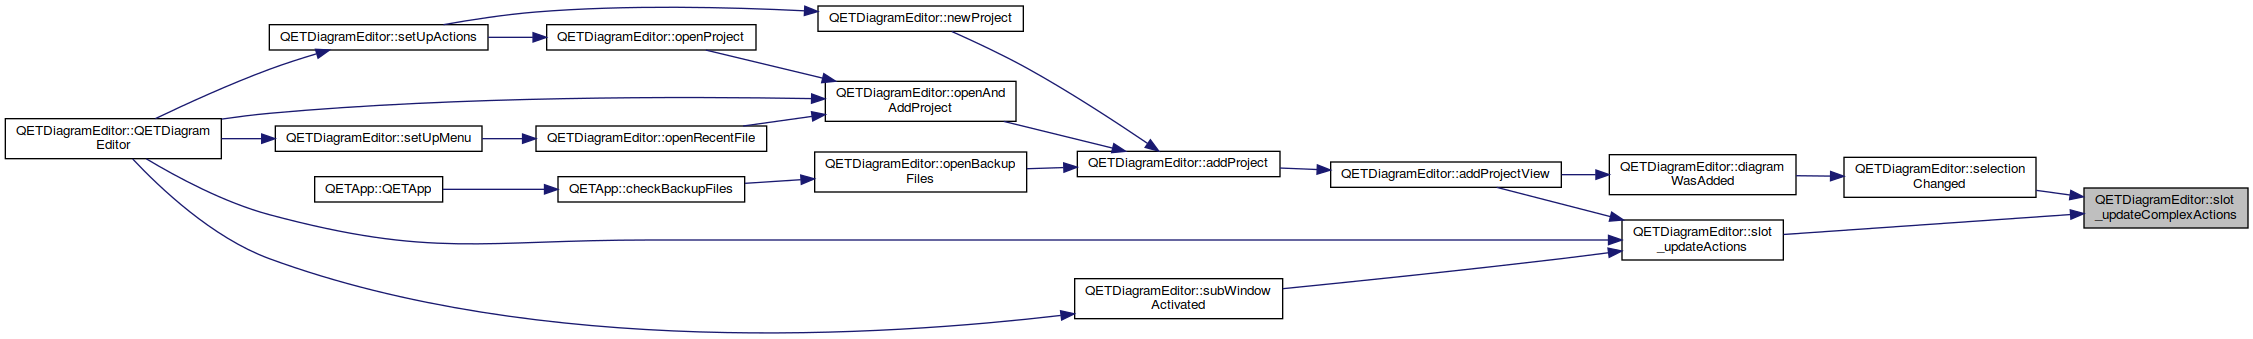 QETDiagramEditor::newProject
QETDiagramEditor::setUpActions
QETDiagramEditor::openProject
QETDiagramEditor::openAnd
AddProject
QETDiagramEditor::QETDiagram
Editor
QETDiagramEditor::setUpMenu
QETDiagramEditor::openRecentFile
QETDiagramEditor::openBackup
Files
QETDiagramEditor::addProject
QETDiagramEditor::addProjectView
QETDiagramEditor::diagram
WasAdded
QETDiagramEditor::selection
Changed
QETApp::QETApp
QETApp::checkBackupFiles
QETDiagramEditor::slot
_updateComplexActions
QETDiagramEditor::slot
_updateActions
QETDiagramEditor::subWindow
Activated